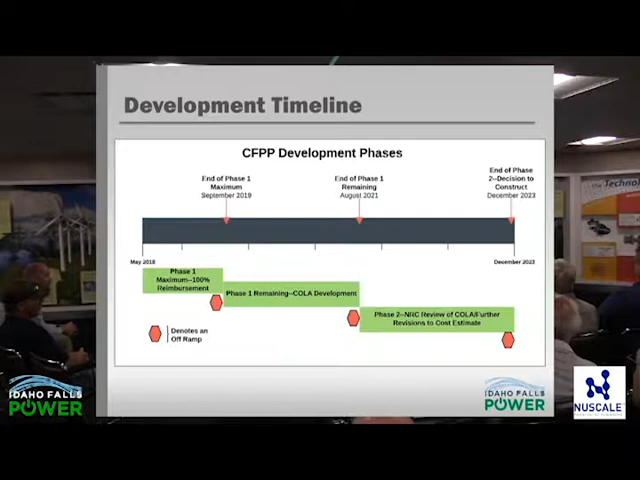 Development Timeline
CFPP Development Phases
End of Phase 1
Maximum
September 2019
End of Phase 1
Remaining
August 2021
End of Phase
2--Decision to
Construct
December 2023
May 2018
December 2023
Phase 1
Maximum--100%
Reimbursement
Phase 1 Remaining--COLA Development
Phase 2--NRC Review of COLA/Further
Revisions to Cost Estimate
Denotes an
Off Ramp
IDAHO FALLS
POWER
IDAHO FALLS
POWER
NUSCALE
the Technolo